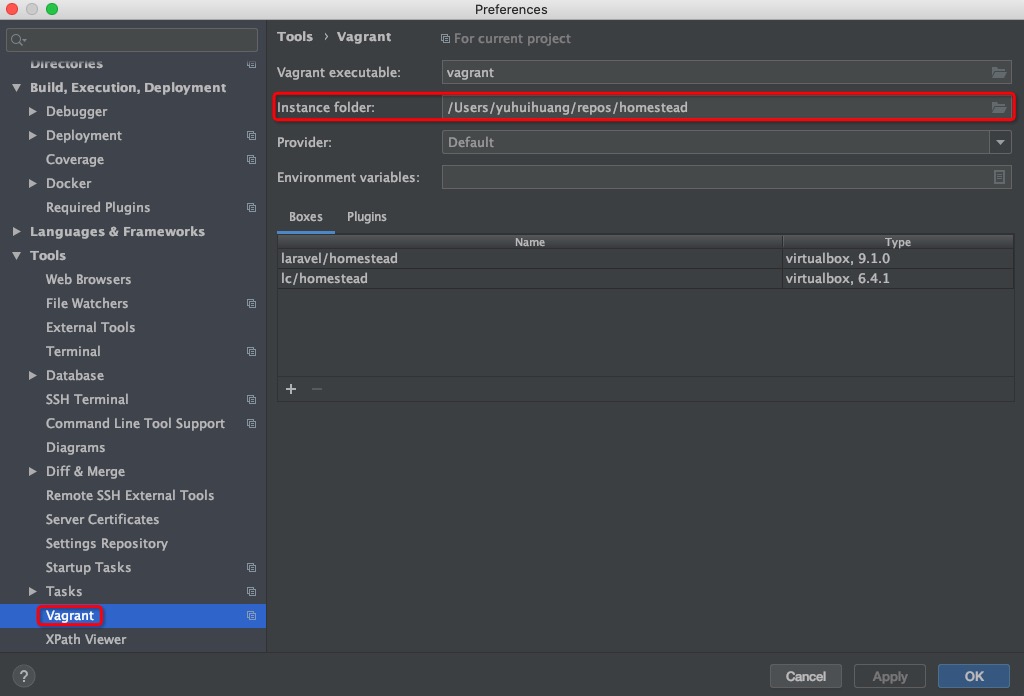 Preferences
Directories
Build, Execution, Deployment
Debugger
Deployment
Coverage
Docker
Required Plugins
Languages & Frameworks
Tools
Web Browsers
File Watchers
External Tools
Terminal
Database
SSH Terminal
Command Line Tool Support
Diagrams
Diff & Merge
Remote SSH External Tools
Server Certificates
Settings Repository
Startup Tasks
Tasks
Vagrant
XPath Viewer
Tools › Vagrant For current project
Vagrant executable: vagrant
Instance folder: /Users/yuhuihuang/repos/homestead
Provider: Default
Environment variables:
Boxes Plugins
Name Type
laravel/homestead virtualbox, 9.1.0
lc/homestead virtualbox, 6.4.1
+ −
? Cancel Apply OK